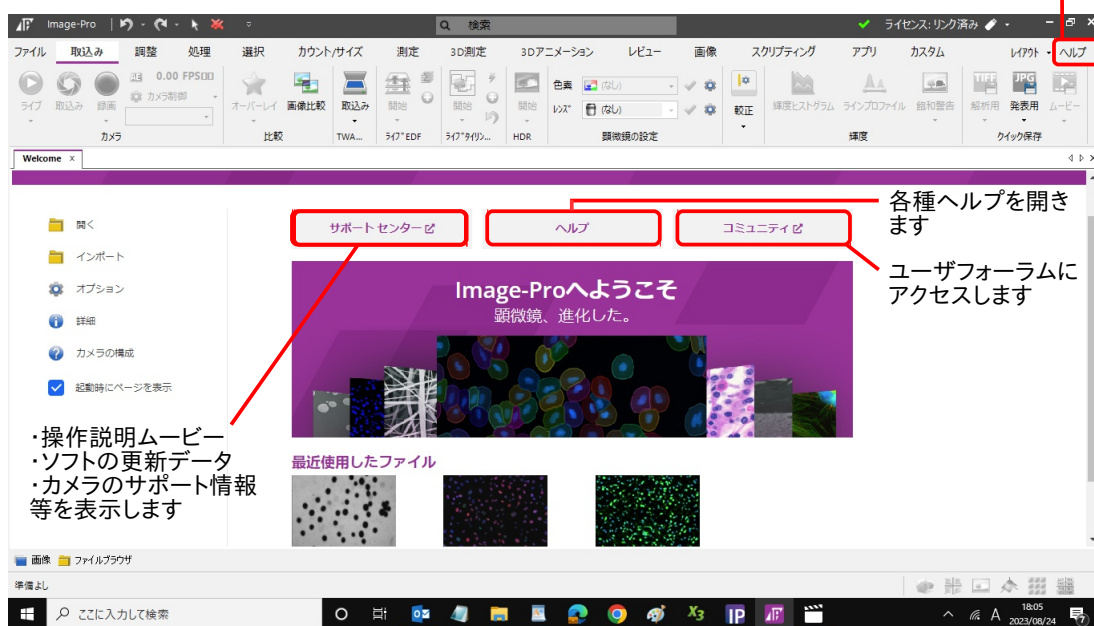 Image-Pro
検索
ライセンス: リンク済み
ファイル 取込み 調整 処理 選択 カウント/サイズ 測定 3D測定 3Dアニメーション レビュー 画像 スクリプティング アプリ カスタム レイアウト ヘルプ
0.00 FPS
カメラ制御
ライブ 取込み 録画 オーバーレイ 画像比較 取込み 開始 開始 開始
色素 (なし)
レンズ (なし)
較正 輝度ヒストグラム ラインプロファイル 飽和警告 解析用 発表用 ムービー
カメラ 比較 TWA... ライブEDF ライブタイリン... HDR 顕微鏡の設定 輝度 クイック保存
Welcome x
開く
インポート
オプション
詳細
カメラの構成
起動時にページを表示
サポート センター ヘルプ コミュニティ
各種ヘルプを開き
ます
ユーザフォーラムに
アクセスします
Image-Proへようこそ
顕微鏡、進化した。
・操作説明ムービー
・ソフトの更新データ
・カメラのサポート情報
等を表示します
最近使用したファイル
画像 ファイルブラウザ
準備よし
ここに入力して検索
A
18:05
2023/08/24